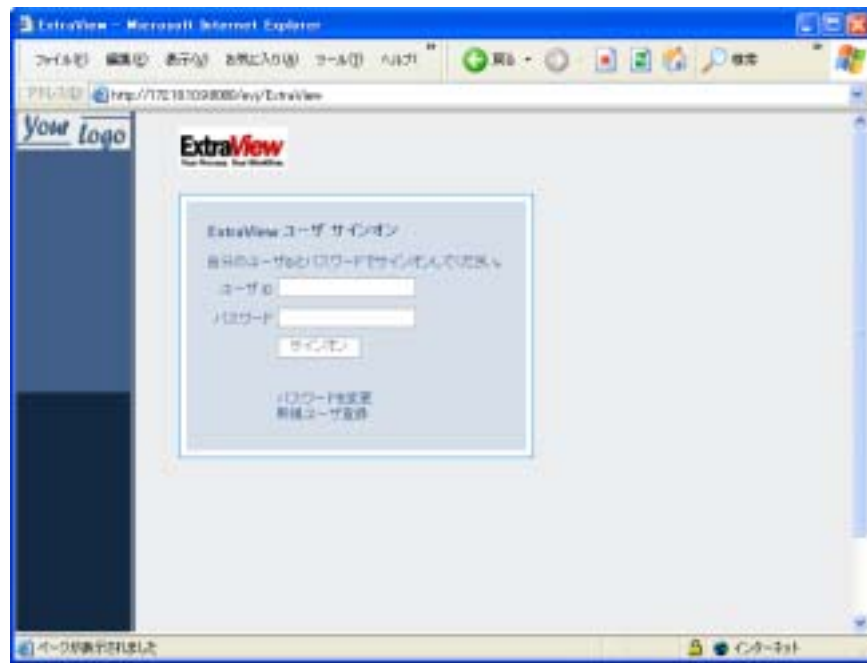 ExtraView - Microsoft Internet Explorer
ファイル(F) 編集(E) 表示(V) お気に入り(A) ツール(T) ヘルプ( 戻る 検索
アドレス(D)
Your Logo
ExtraView
Your Process. Your Workflow.
ExtraView ユーザ サインオン
自分のユーザIDとパスワードでサインオンしてください。
ユーザ ID
パスワード
サインオン
パスワードを変更
新規ユーザ登録
ページが表示されました インターネット